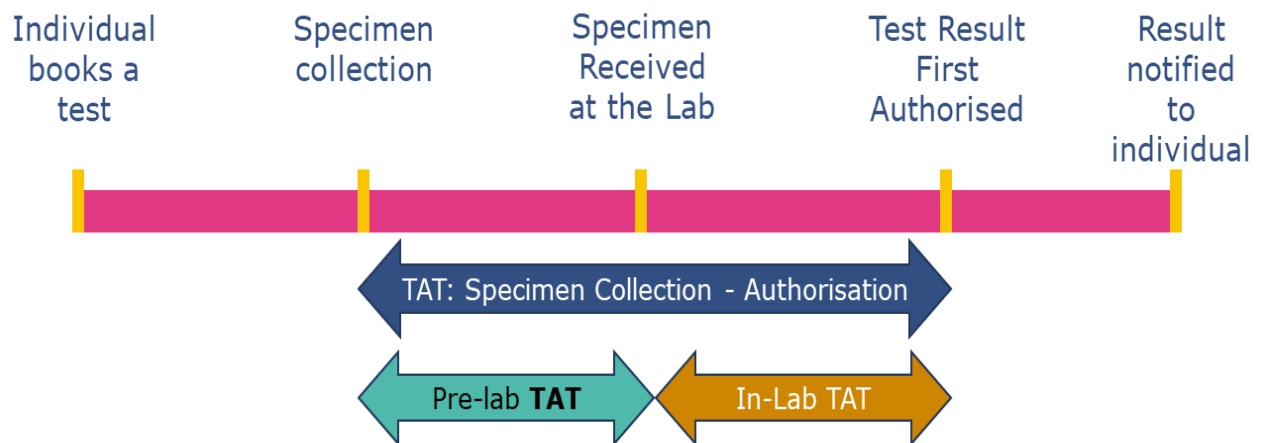 Individual
books a
test
Specimen
collection
Specimen
Received
at the Lab
Test Result
First
Authorised
Result
notified
to
individual
TAT: Specimen Collection - Authorisation
Pre-lab TAT
In-Lab TAT